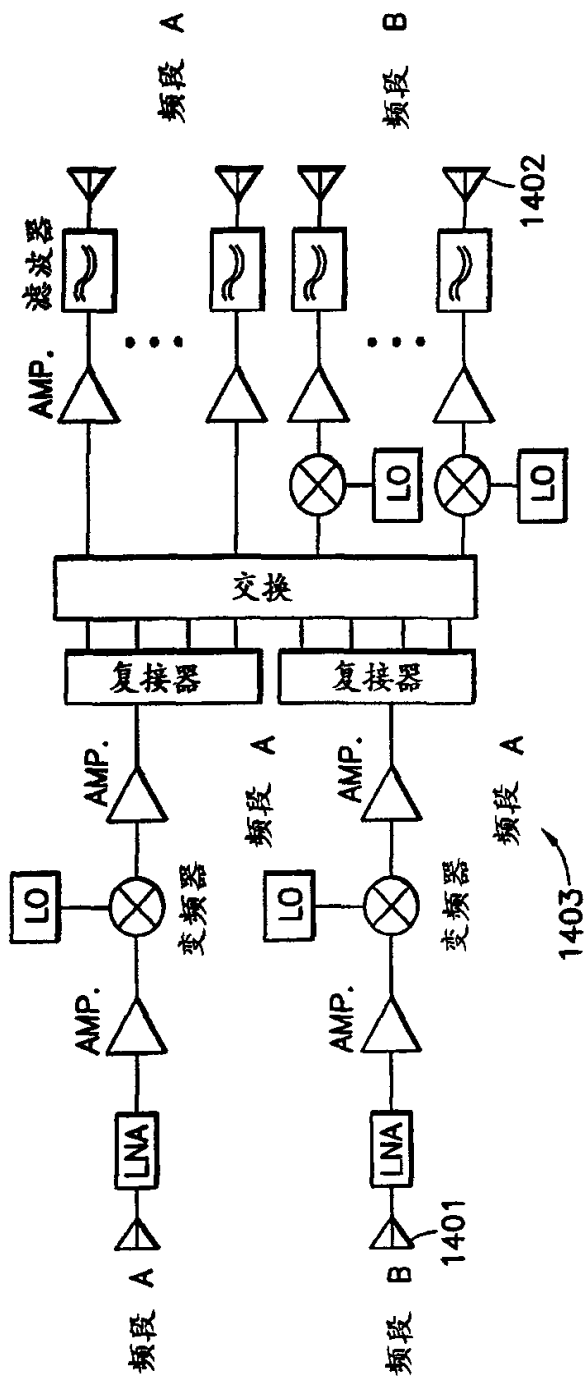 频段 A
LNA
AMP.
LO
变频器
AMP.
频段 A
复接器
交换
AMP.
滤波器
频段 A
频段 B
1401
LNA
AMP.
LO
变频器
AMP.
频段 A
1403
复接器
LO
LO
频段 B
1402